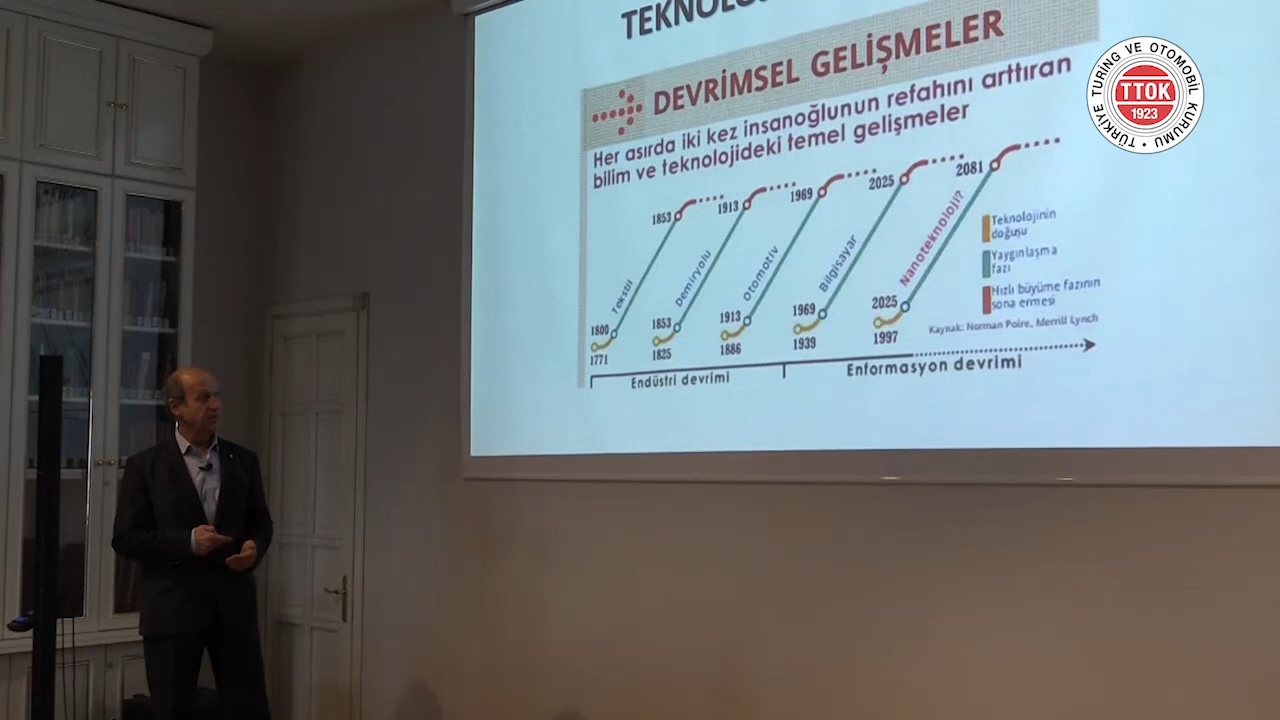 TEKNOLOJ
DEVRİMSEL GELİŞMELER
Her asırda iki kez insanoğlunun refahını arttıran
bilim ve teknolojideki temel gelişmeler
1853
1913
1969
2025
2081
Tekstil
Demiryolu
Otomotiv
Bilgisayar
Nanoteknoloji?
1800
1771
1853
1825
1913
1886
1969
1939
2025
1997
Teknolojinin
doğuşu
Yaygınlaşma
fazı
Hızlı büyüme fazının
sona ermesi
Kaynak: Norman Poire, Merrill Lynch
Endüstri devrimi
Enformasyon devrimi
TÜRKİYE TURİNG VE OTOMOBİL KURUMU
TTOK
1923